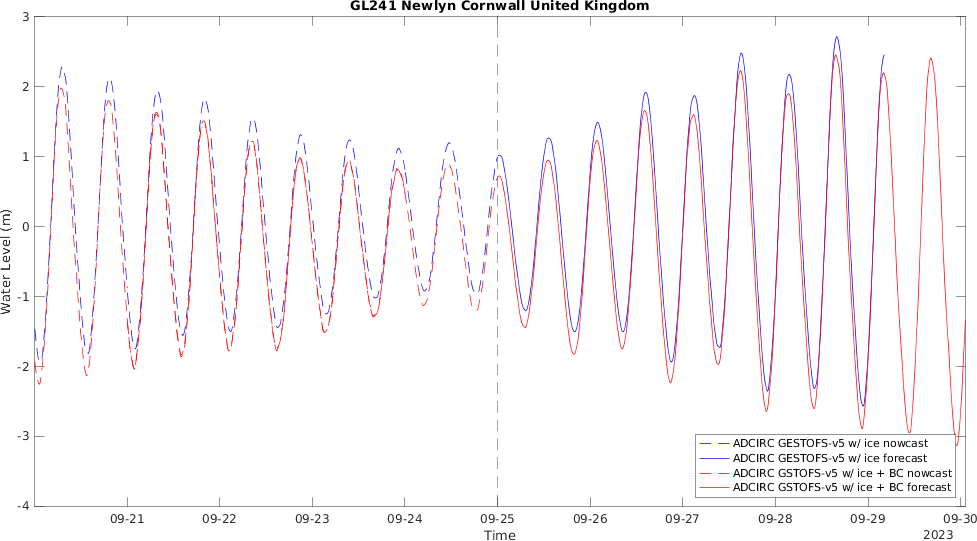 GL241 Newlyn Cornwall United Kingdom
3
2
1
0
-1
-2
-3
-4
Water Level (m)
ADCIRC GESTOFS-v5 w/ ice nowcast
ADCIRC GESTOFS-v5 w/ ice forecast
ADCIRC GSTOFS-v5 w/ ice + BC nowcast
ADCIRC GSTOFS-v5 w/ ice + BC forecast
09-21 09-22 09-23 09-24 09-25 09-26 09-27 09-28 09-29 09-30
Time
2023